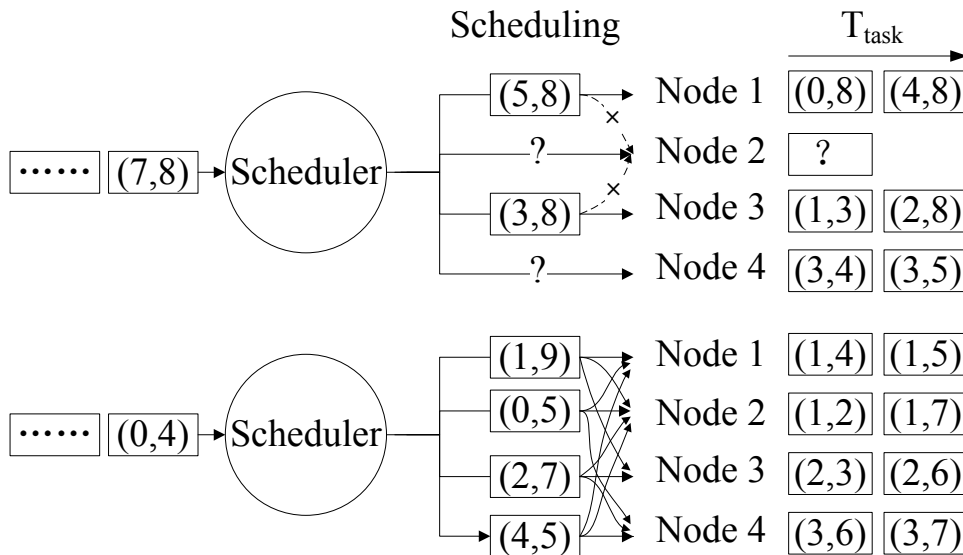 Scheduling T_task
(5,8) Node 1 (0,8) (4,8)
? Node 2 ?
...... (7,8) Scheduler
(3,8) Node 3 (1,3) (2,8)
? Node 4 (3,4) (3,5)
(1,9) Node 1 (1,4) (1,5)
(0,5) Node 2 (1,2) (1,7)
...... (0,4) Scheduler
(2,7) Node 3 (2,3) (2,6)
(4,5) Node 4 (3,6) (3,7)